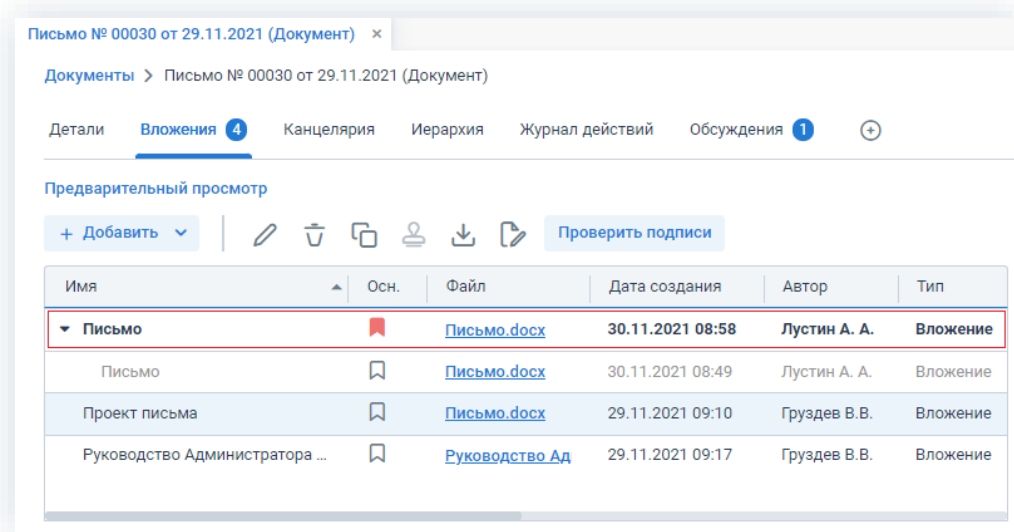 Письмо № 00030 от 29.11.2021 (Документ) ×
Документы > Письмо № 00030 от 29.11.2021 (Документ)
Детали Вложения 4 Канцелярия Иерархия Журнал действий Обсуждения 1
Предварительный просмотр
+ Добавить Проверить подписи
Имя Осн. Файл Дата создания Автор Тип
Письмо Письмо.docx 30.11.2021 08:58 Лустин А. А. Вложение
Письмо Письмо.docx 30.11.2021 08:49 Лустин А. А. Вложение
Проект письма Письмо.docx 29.11.2021 09:10 Груздев В.В. Вложение
Руководство Администратора ... Руководство Ад 29.11.2021 09:17 Груздев В.В. Вложение